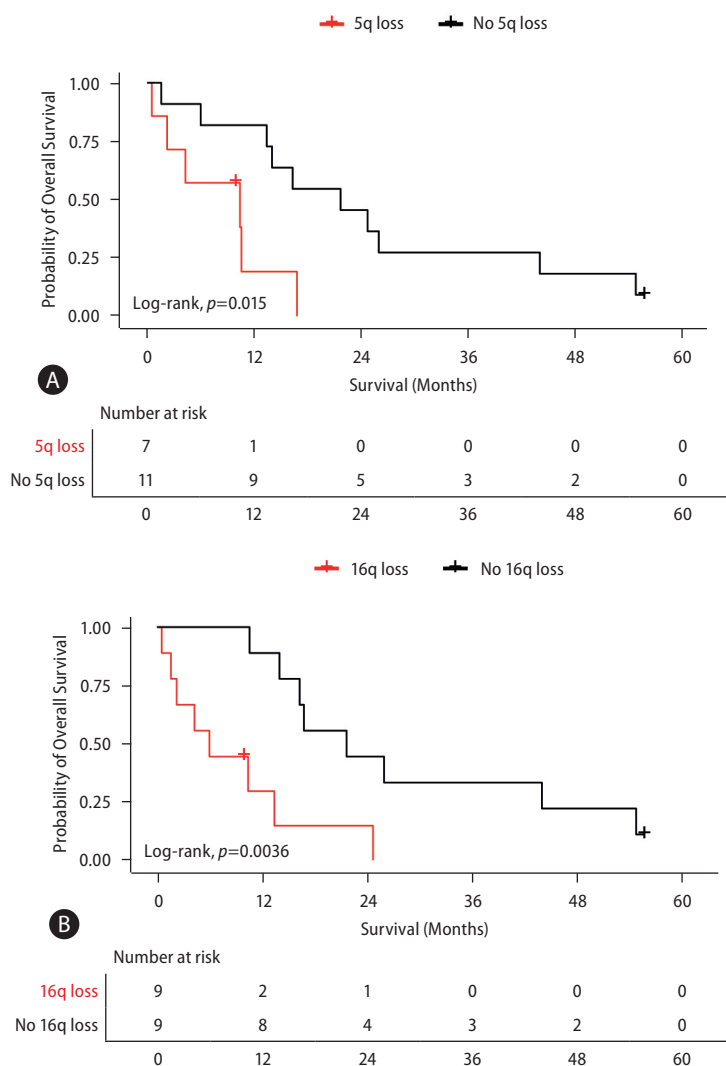 5q loss No 5q loss
1.00
0.75
0.50
0.25
0.00
Probability of Overall Survival
Log-rank, p=0.015
0 12 24 36 48 60
Survival (Months)
A
Number at risk
5q loss 7 1 0 0 0 0
No 5q loss 11 9 5 3 2 0
0 12 24 36 48 60
16q loss No 16q loss
1.00
0.75
0.50
0.25
0.00
Probability of Overall Survival
Log-rank, p=0.0036
0 12 24 36 48 60
Survival (Months)
B
Number at risk
16q loss 9 2 1 0 0 0
No 16q loss 9 8 4 3 2 0
0 12 24 36 48 60